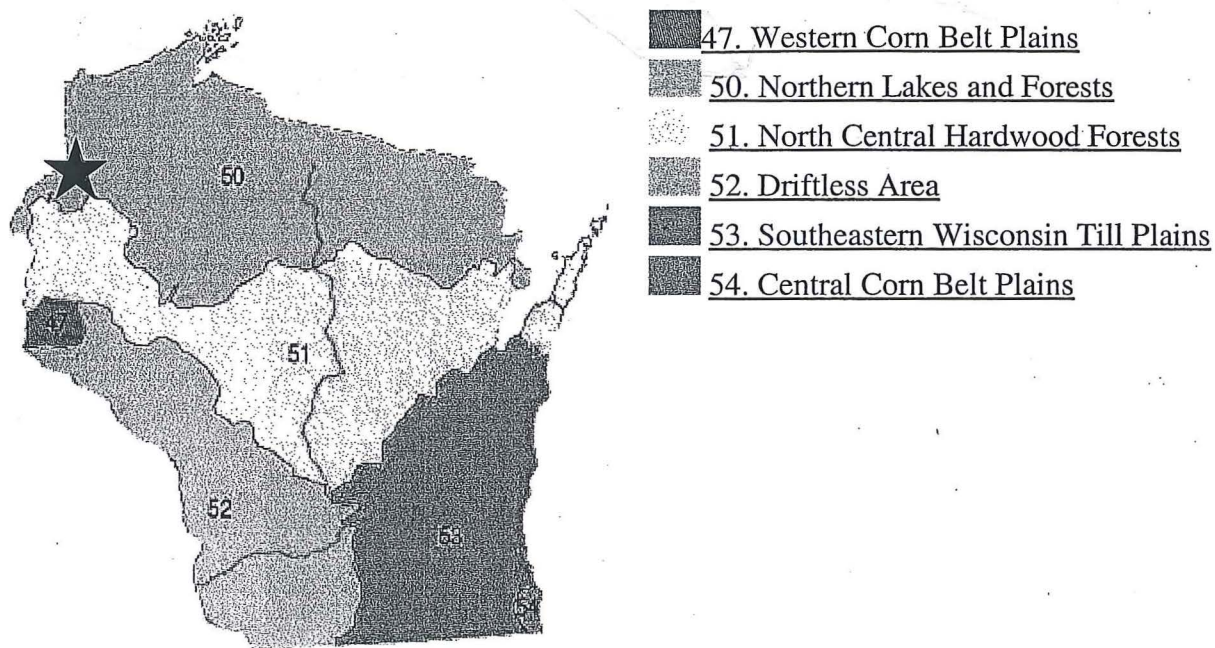 47. Western Corn Belt Plains
50. Northern Lakes and Forests
51. North Central Hardwood Forests
52. Driftless Area
53. Southeastern Wisconsin Till Plains
54. Central Corn Belt Plains
50
47
51
52
53
54